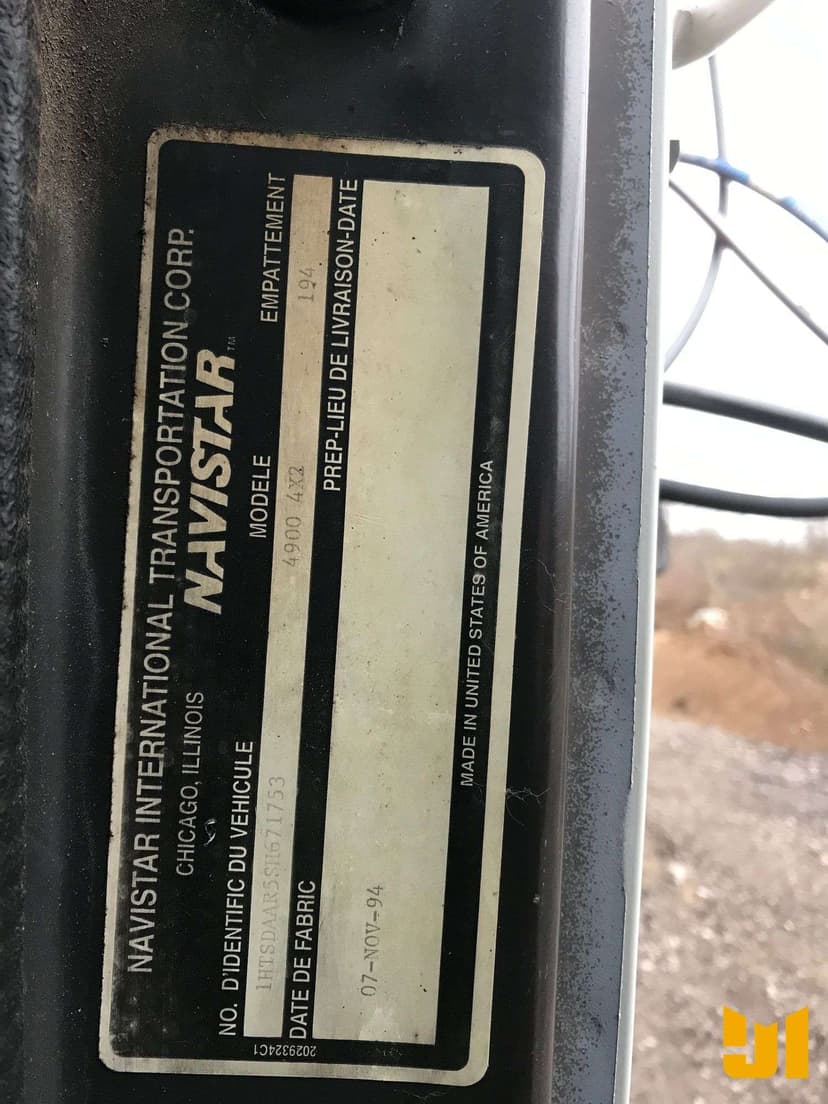 NAVISTAR INTERNATIONAL TRANSPORTATION CORP.
CHICAGO, ILLINOIS
NAVISTAR™
NO. D'IDENTIFIC DU VEHICULE MODELE EMPATTEMENT
1HTSDAAR5SH671753 4900 4X2 194
DATE DE FABRIC PREP-LIEU DE LIVRAISON-DATE
07-NOV-94
MADE IN UNITED STATES OF AMERICA
2029324C1